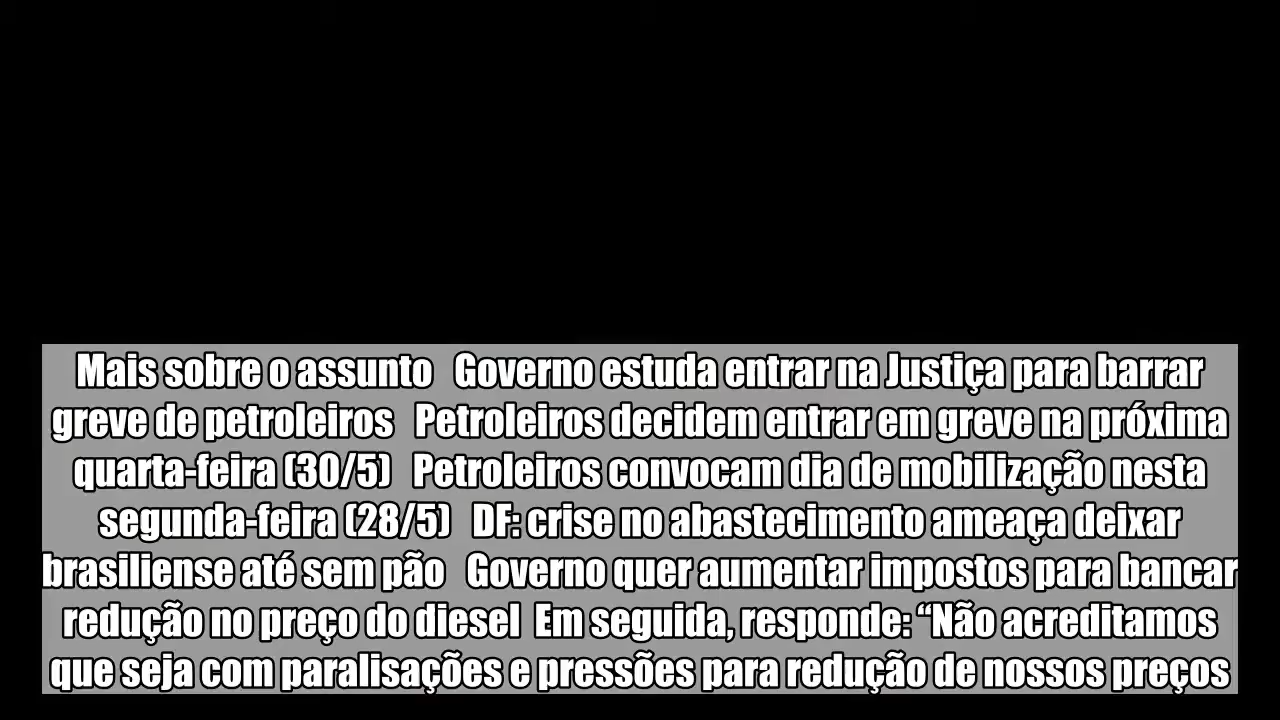 Mais sobre o assunto   Governo estuda entrar na Justiça para barrar
greve de petroleiros   Petroleiros decidem entrar em greve na próxima
quarta-feira (30/5)   Petroleiros convocam dia de mobilização nesta
segunda-feira (28/5)   DF: crise no abastecimento ameaça deixar
brasiliense até sem pão   Governo quer aumentar impostos para bancar
redução no preço do diesel  Em seguida, responde: “Não acreditamos
que seja com paralisações e pressões para redução de nossos preços